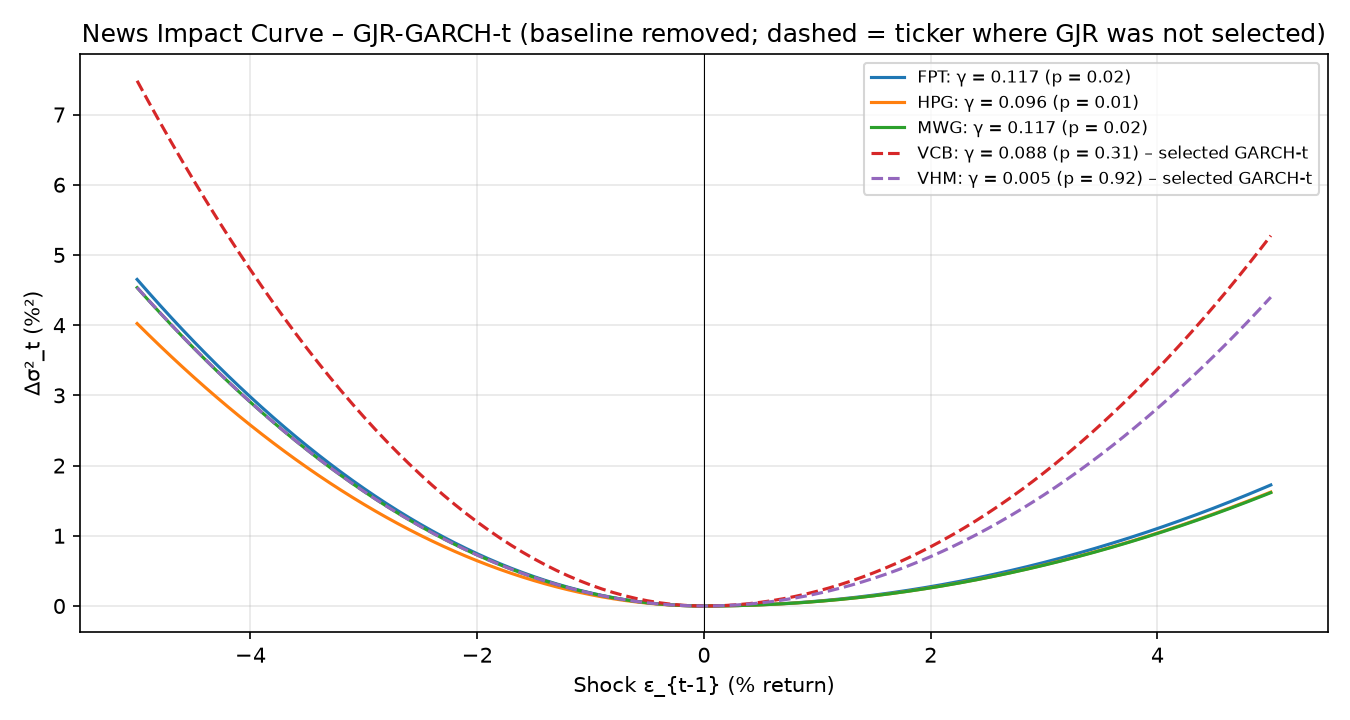 News Impact Curve – GJR-GARCH-t (baseline removed; dashed = ticker where GJR was not selected)
FPT: γ = 0.117 (p = 0.02)
HPG: γ = 0.096 (p = 0.01)
MWG: γ = 0.117 (p = 0.02)
VCB: γ = 0.088 (p = 0.31) – selected GARCH-t
VHM: γ = 0.005 (p = 0.92) – selected GARCH-t
Δσ²_t (%²)
7
6
5
4
3
2
1
0
−4
−2
0
2
4
Shock ε_{t-1} (% return)